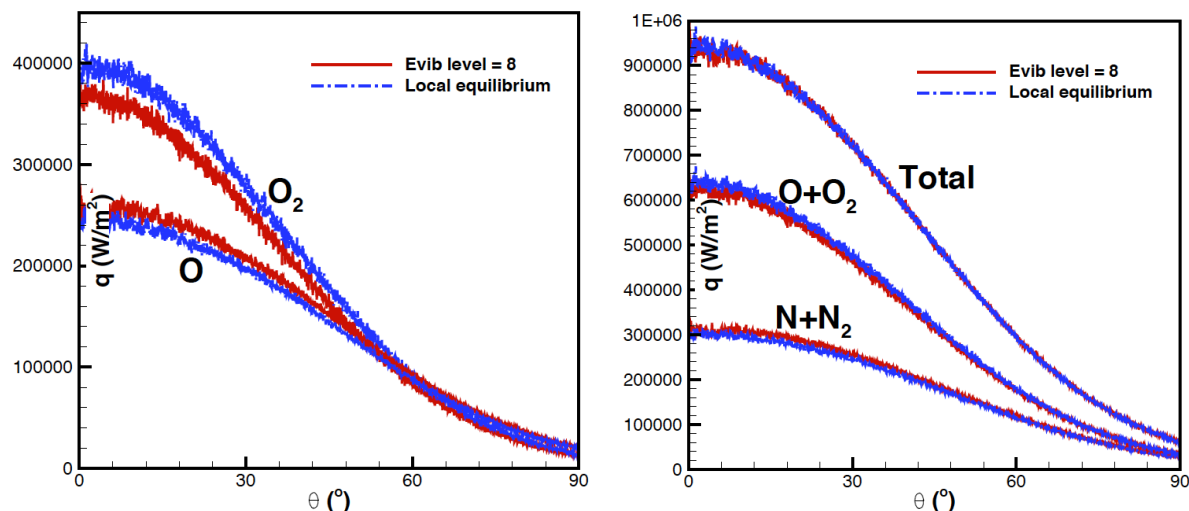 400000
300000
200000
100000
0
q (W/m²)
Evib level = 8
Local equilibrium
O₂
O
0
30
60
90
θ (°)
1E+06
900000
800000
700000
600000
500000
400000
300000
200000
100000
0
q (W/m²)
Evib level = 8
Local equilibrium
Total
O+O₂
N+N₂
0
30
60
90
θ (°)